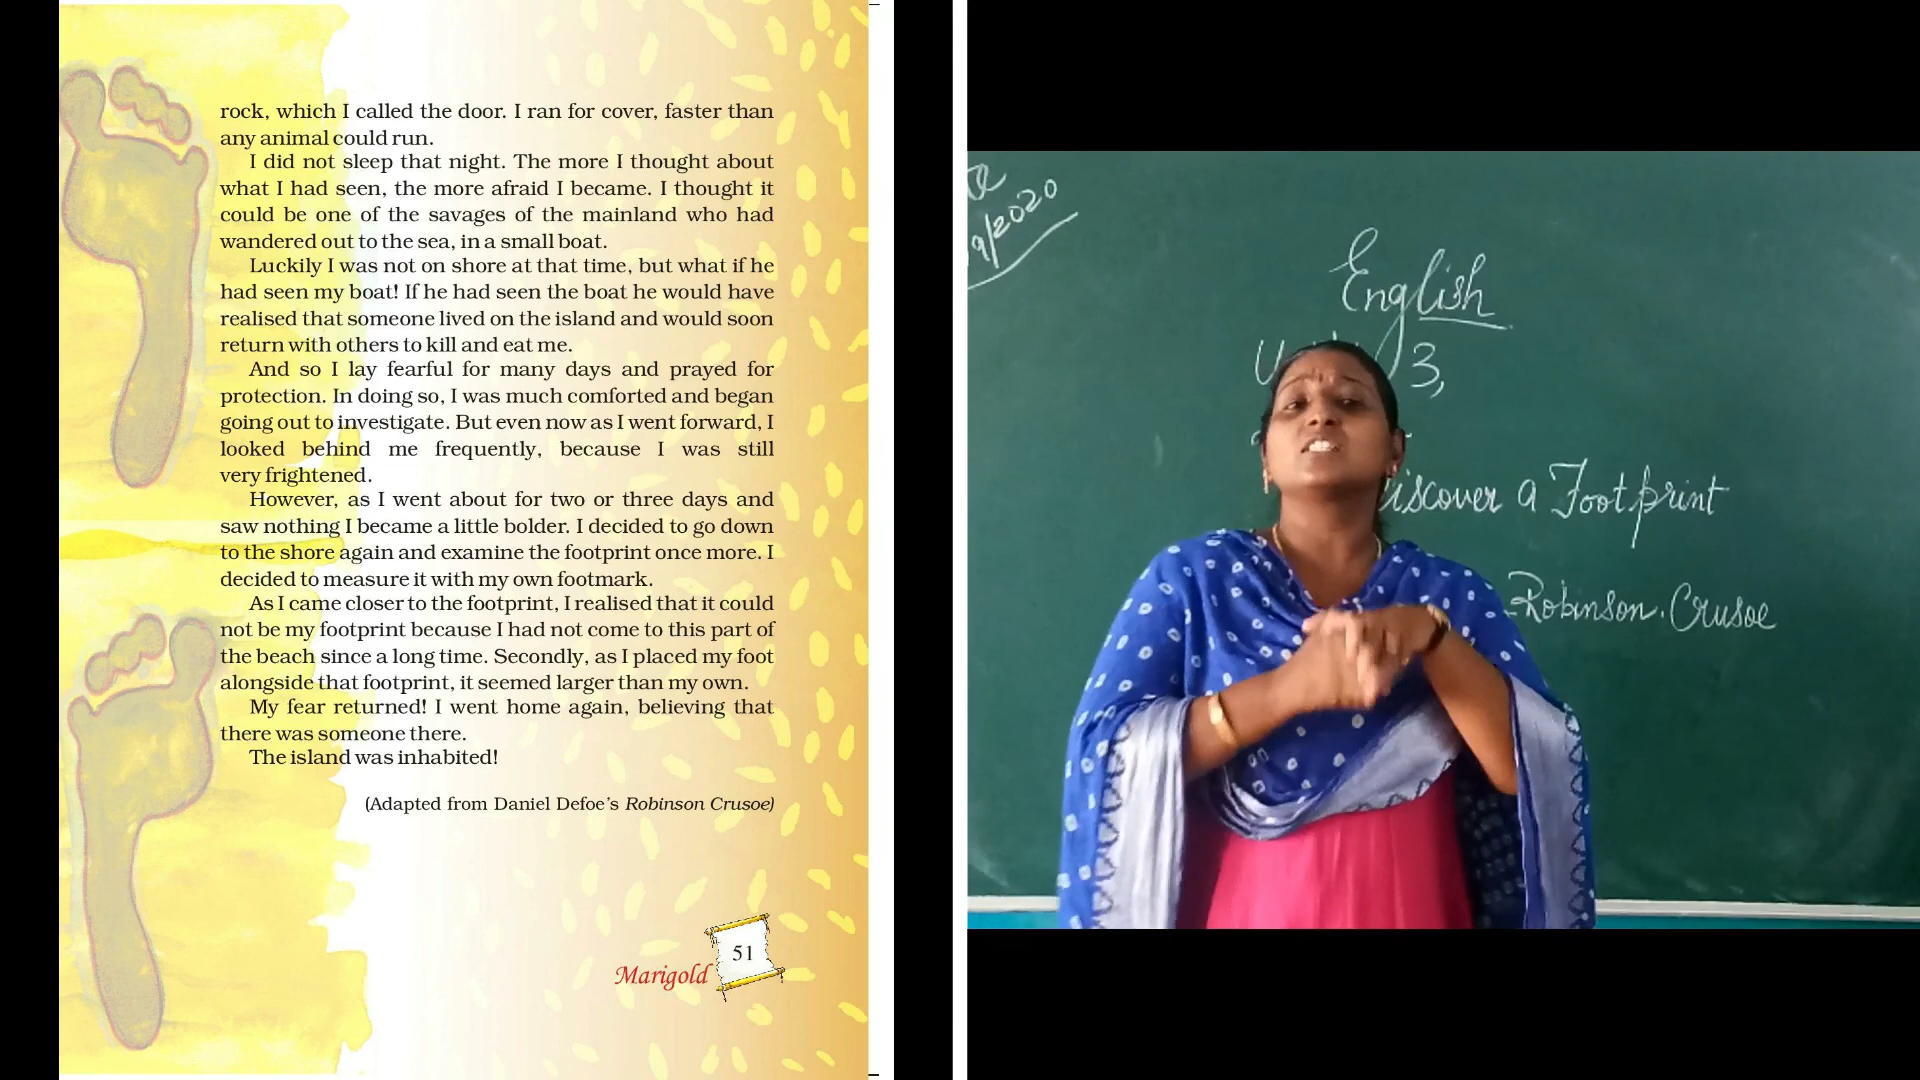 rock, which I called the door. I ran for cover, faster than
any animal could run.
I did not sleep that night. The more I thought about
what I had seen, the more afraid I became. I thought it
could be one of the savages of the mainland who had
wandered out to the sea, in a small boat.
Luckily I was not on shore at that time, but what if he
had seen my boat! If he had seen the boat he would have
realised that someone lived on the island and would soon
return with others to kill and eat me.
And so I lay fearful for many days and prayed for
protection. In doing so, I was much comforted and began
going out to investigate. But even now as I went forward, I
looked behind me frequently, because I was still
very frightened.
However, as I went about for two or three days and
saw nothing I became a little bolder. I decided to go down
to the shore again and examine the footprint once more. I
decided to measure it with my own footmark.
As I came closer to the footprint, I realised that it could
not be my footprint because I had not come to this part of
the beach since a long time. Secondly, as I placed my foot
alongside that footprint, it seemed larger than my own.
My fear returned! I went home again, believing that
there was someone there.
The island was inhabited!
(Adapted from Daniel Defoe's Robinson Crusoe)
51
Marigold
9/2020
English
3,
iscover a Footprint
-Robinson.Crusoe